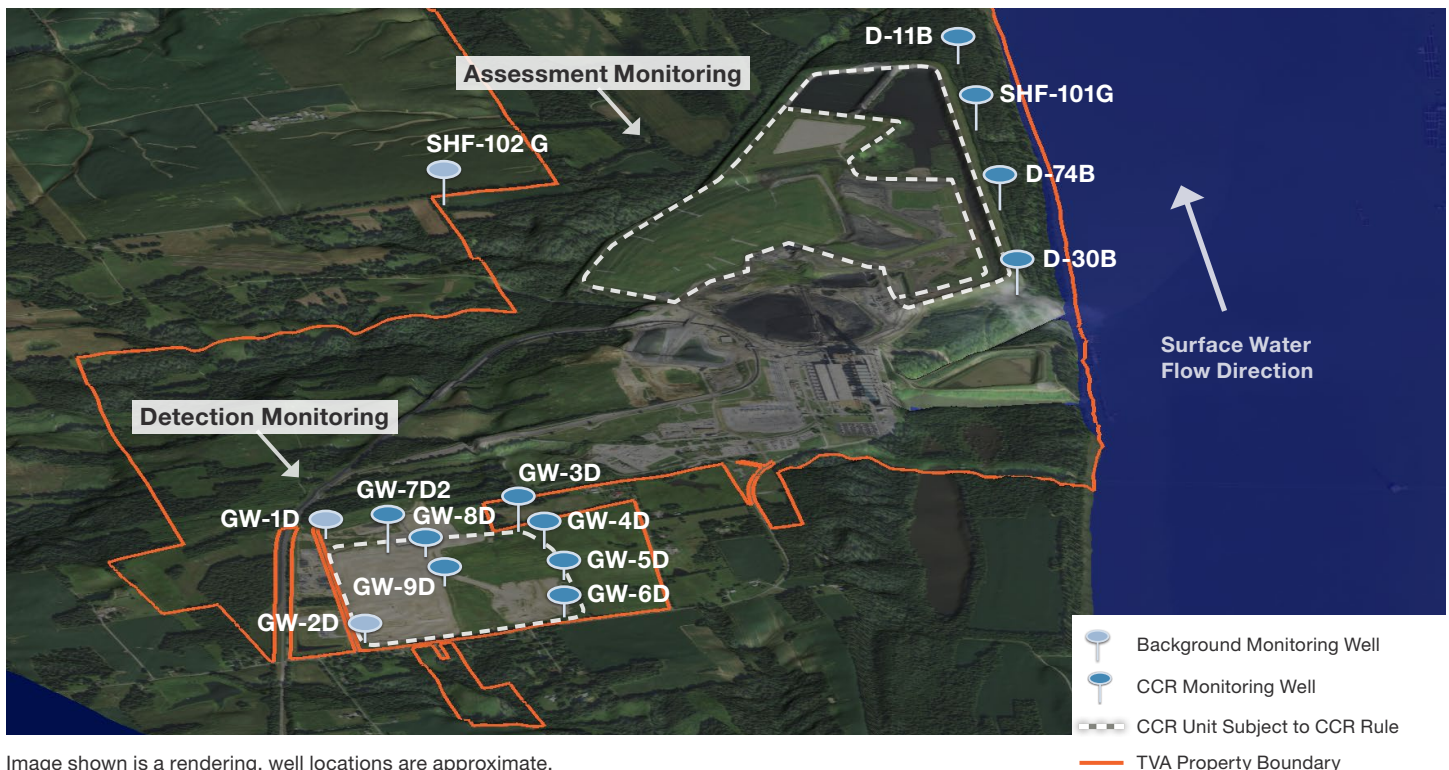 D-11B
Assessment Monitoring
SHF-101G
SHF-102 G
D-74B
D-30B
Surface Water
Flow Direction
Detection Monitoring
GW-3D
GW-7D2
GW-1D
GW-8D
GW-4D
GW-5D
GW-9D
GW-6D
GW-2D
Background Monitoring Well
CCR Monitoring Well
CCR Unit Subject to CCR Rule
TVA Property Boundary
Image shown is a rendering, well locations are approximate.